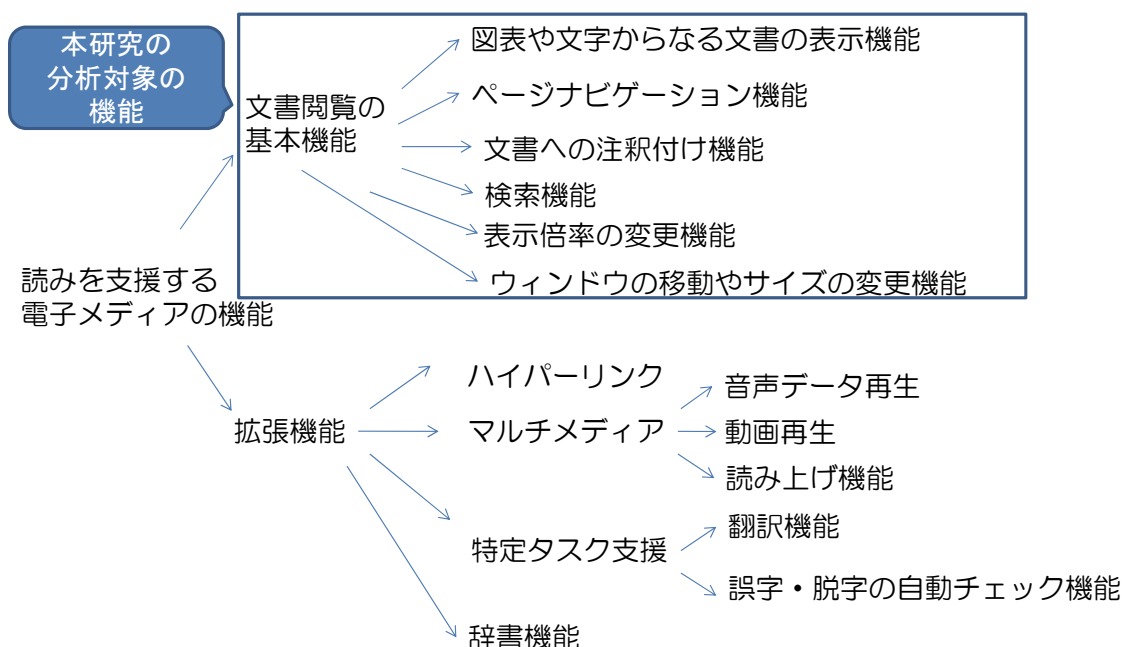 本研究の
分析対象の
機能
文書閲覧の
基本機能
図表や文字からなる文書の表示機能
ページナビゲーション機能
文書への注釈付け機能
検索機能
表示倍率の変更機能
ウィンドウの移動やサイズの変更機能
読みを支援する
電子メディアの機能
拡張機能
ハイパーリンク
マルチメディア
音声データ再生
動画再生
読み上げ機能
特定タスク支援
翻訳機能
誤字・脱字の自動チェック機能
辞書機能